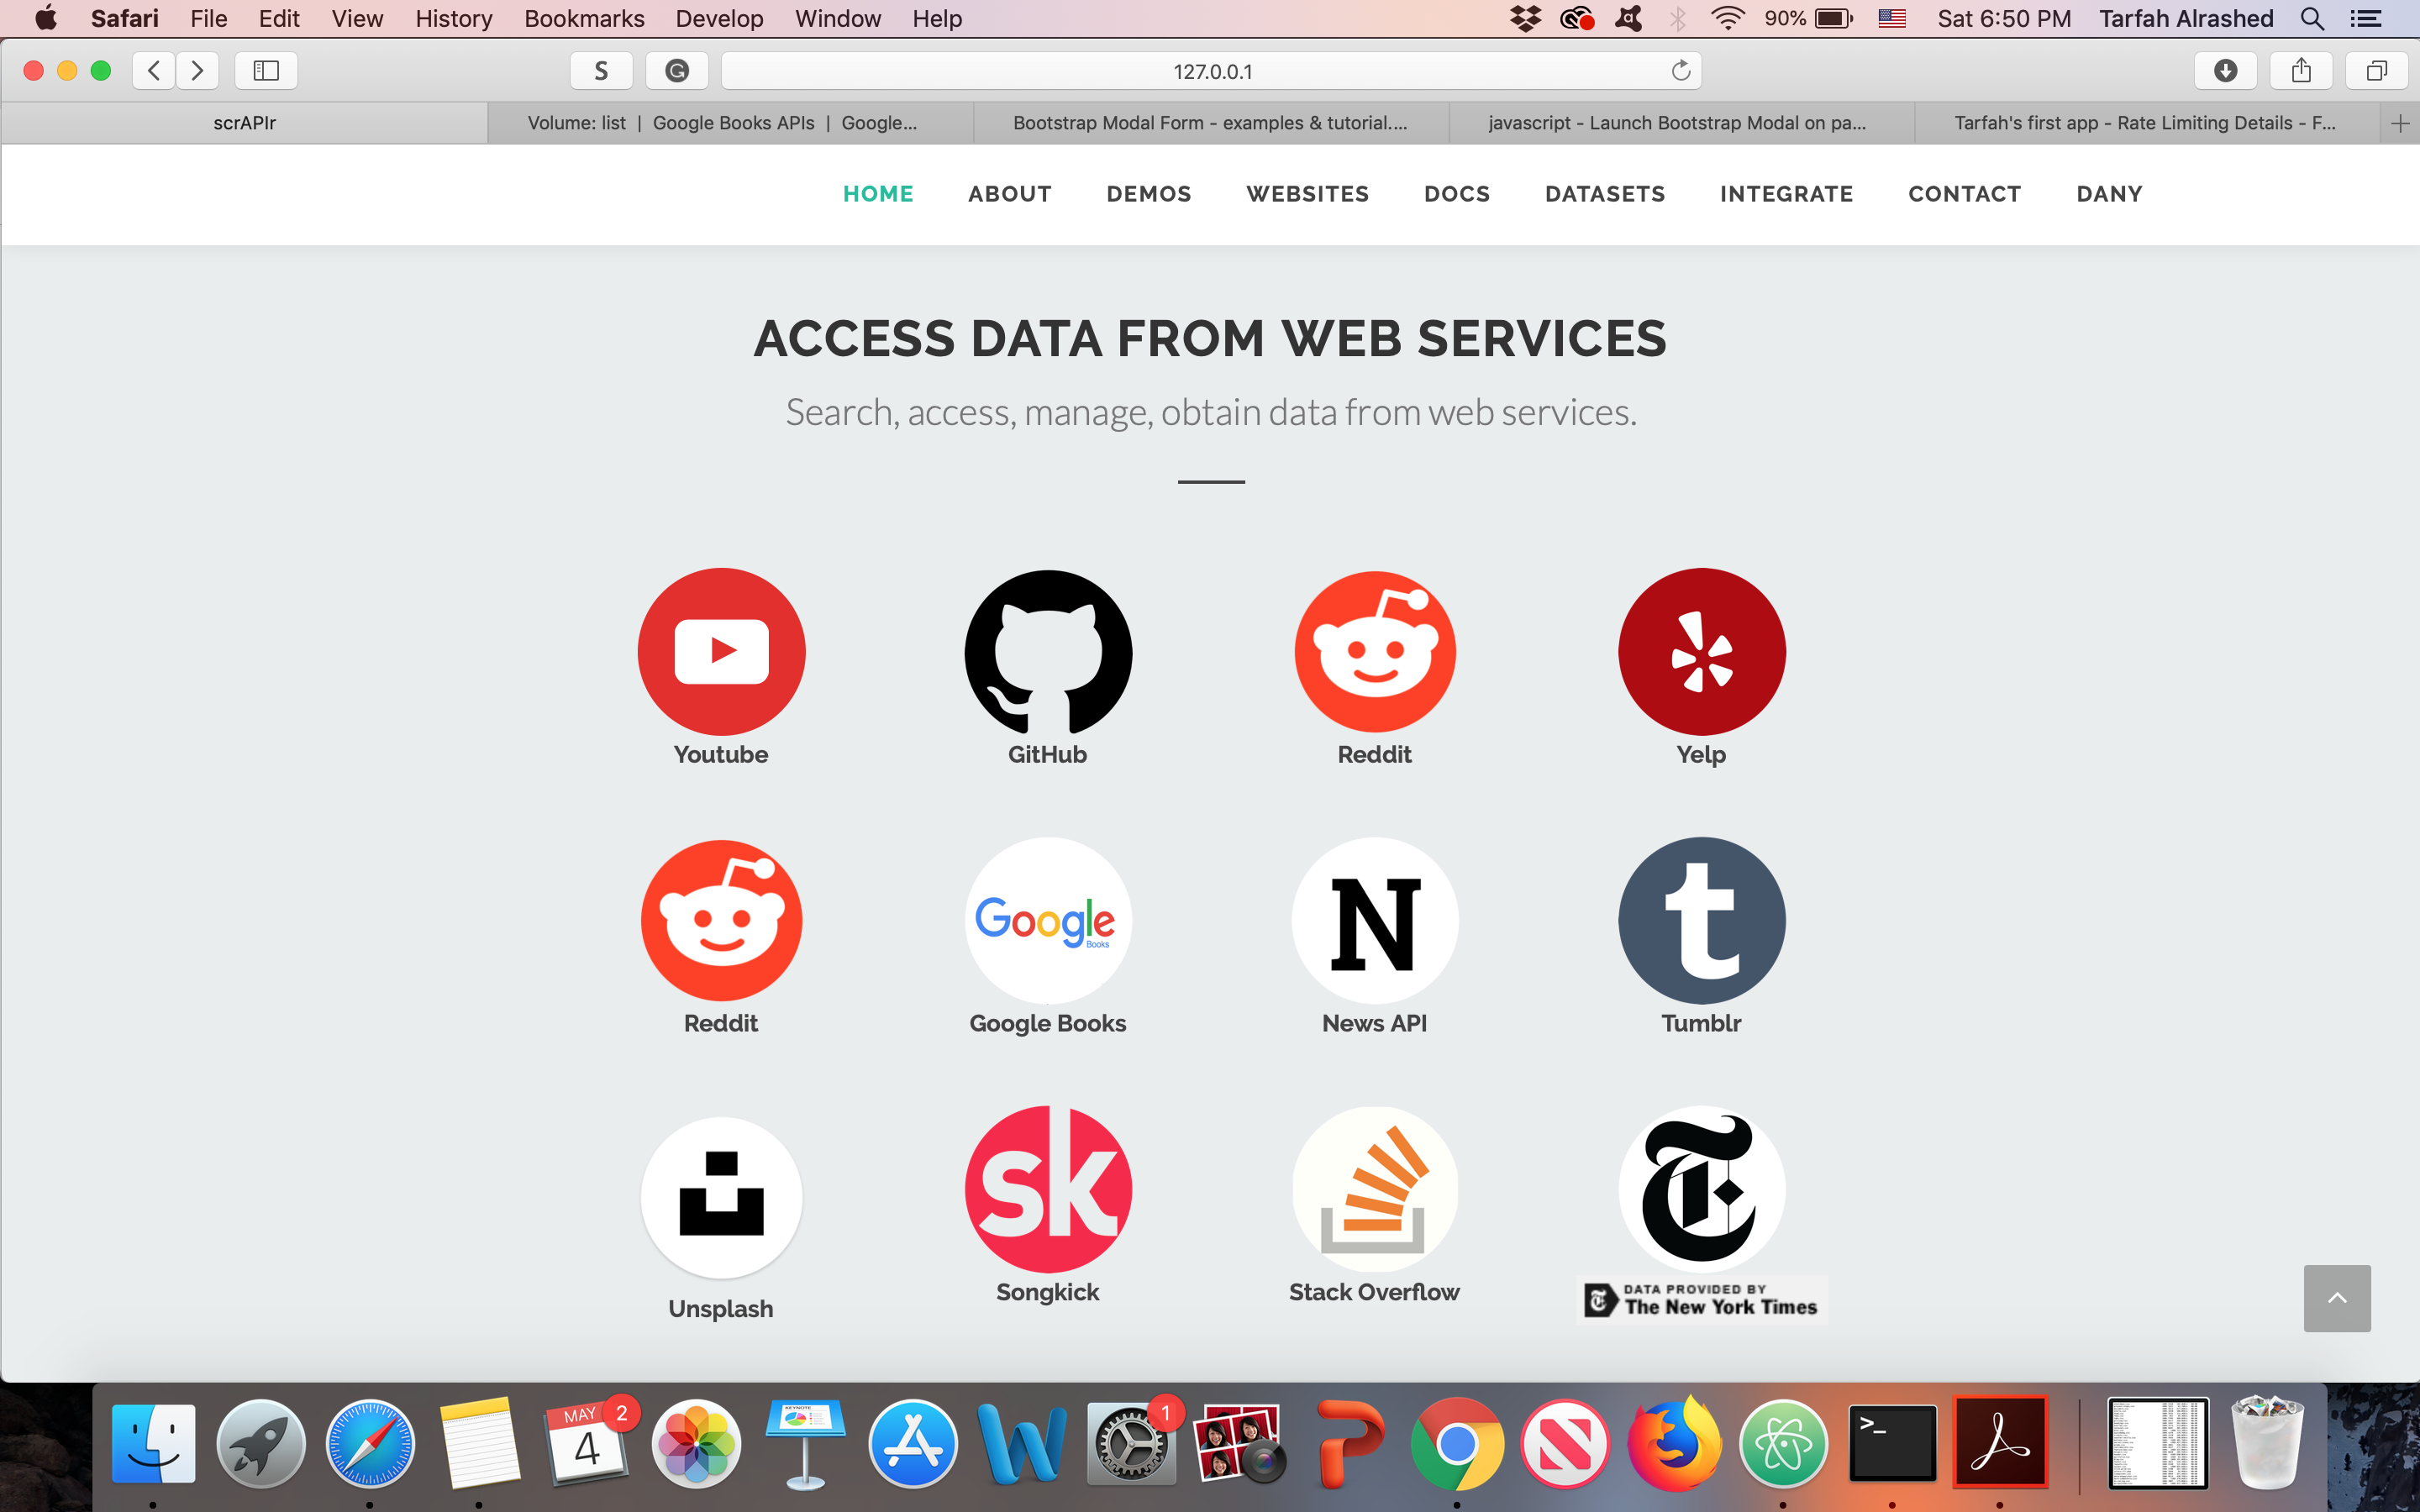 Safari File Edit View History Bookmarks Develop Window Help 90% Sat 6:50 PM Tarfah Alrashed
S 127.0.0.1
scrAPIr Volume: list | Google Books APIs | Google... Bootstrap Modal Form - examples & tutorial.... javascript - Launch Bootstrap Modal on pa... Tarfah's first app - Rate Limiting Details - F...
HOME ABOUT DEMOS WEBSITES DOCS DATASETS INTEGRATE CONTACT DANY
ACCESS DATA FROM WEB SERVICES
Search, access, manage, obtain data from web services.
Youtube GitHub Reddit Yelp
Google Books N t
Reddit Google Books News API Tumblr
sk T
Unsplash Songkick Stack Overflow DATA PROVIDED BY
The New York Times
MAY 2 KEYNOTE 1
4 >_